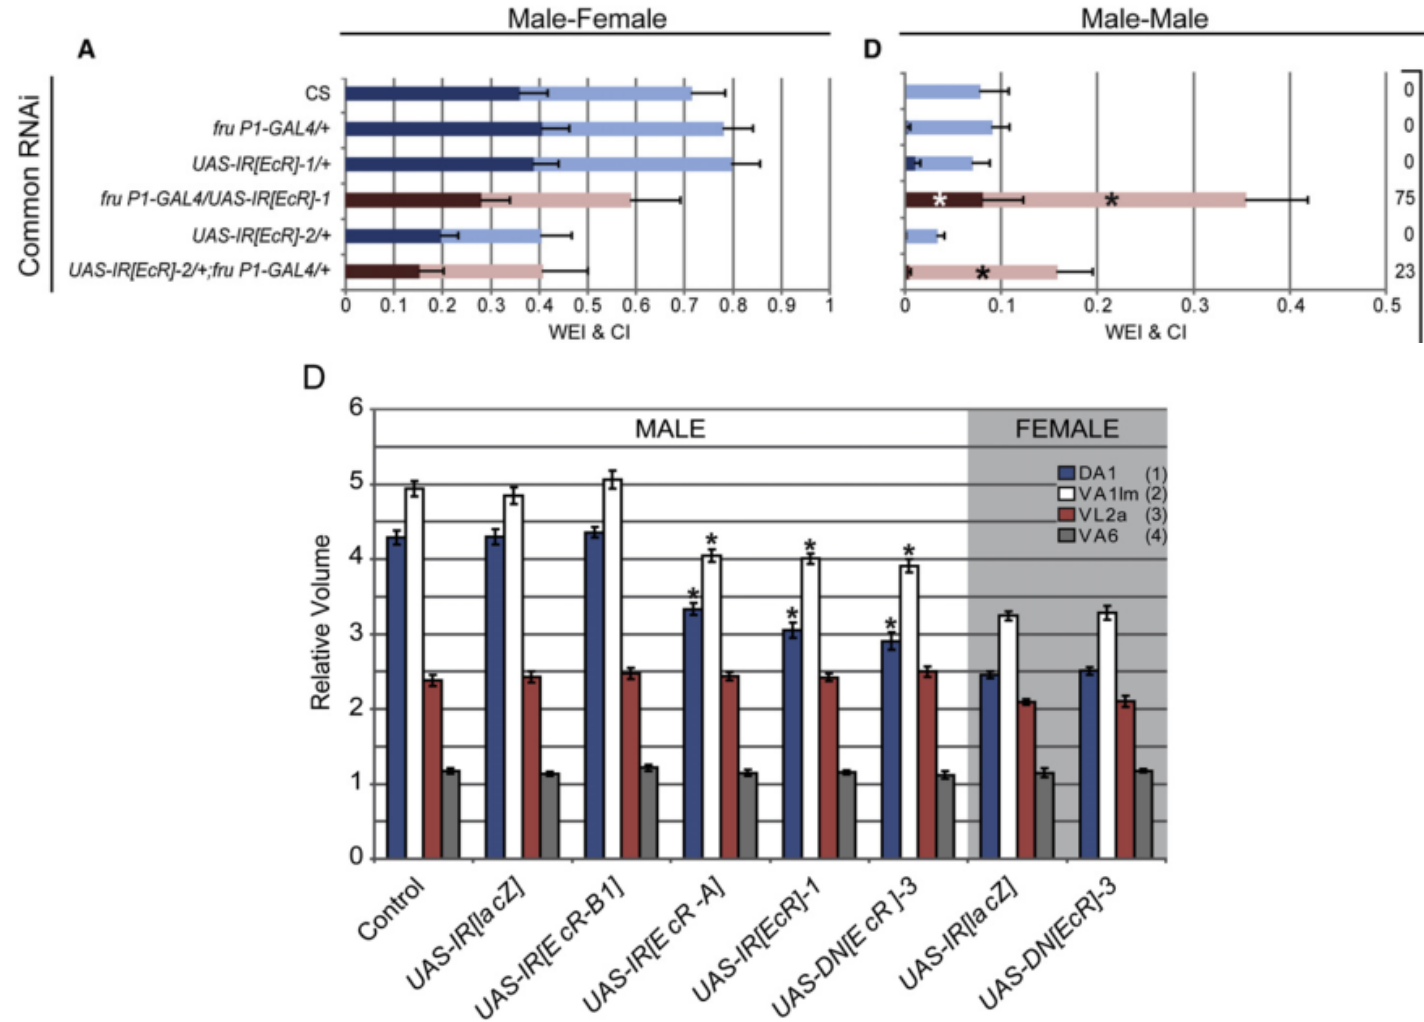 Male-Female
Male-Male
A
D
Common RNAi
CS
fru P1-GAL4/+
UAS-IR[EcR]-1/+
fru P1-GAL4/UAS-IR[EcR]-1
UAS-IR[EcR]-2/+
UAS-IR[EcR]-2/+;fru P1-GAL4/+
0 0.1 0.2 0.3 0.4 0.5 0.6 0.7 0.8 0.9 1
WEI & CI
* *
*
0
0
0
75
0
23
0 0.1 0.2 0.3 0.4 0.5
WEI & CI
D
MALE
FEMALE
DA1 (1)
VA1lm (2)
VL2a (3)
VA6 (4)
Relative Volume
6
5
4
3
2
1
0
* * *
* * *
Control
UAS-IR[lacZ]
UAS-IR[EcR-B1]
UAS-IR[EcR-A]
UAS-IR[EcR]-1
UAS-DN[EcR]-3
UAS-IR[lacZ]
UAS-DN[EcR]-3